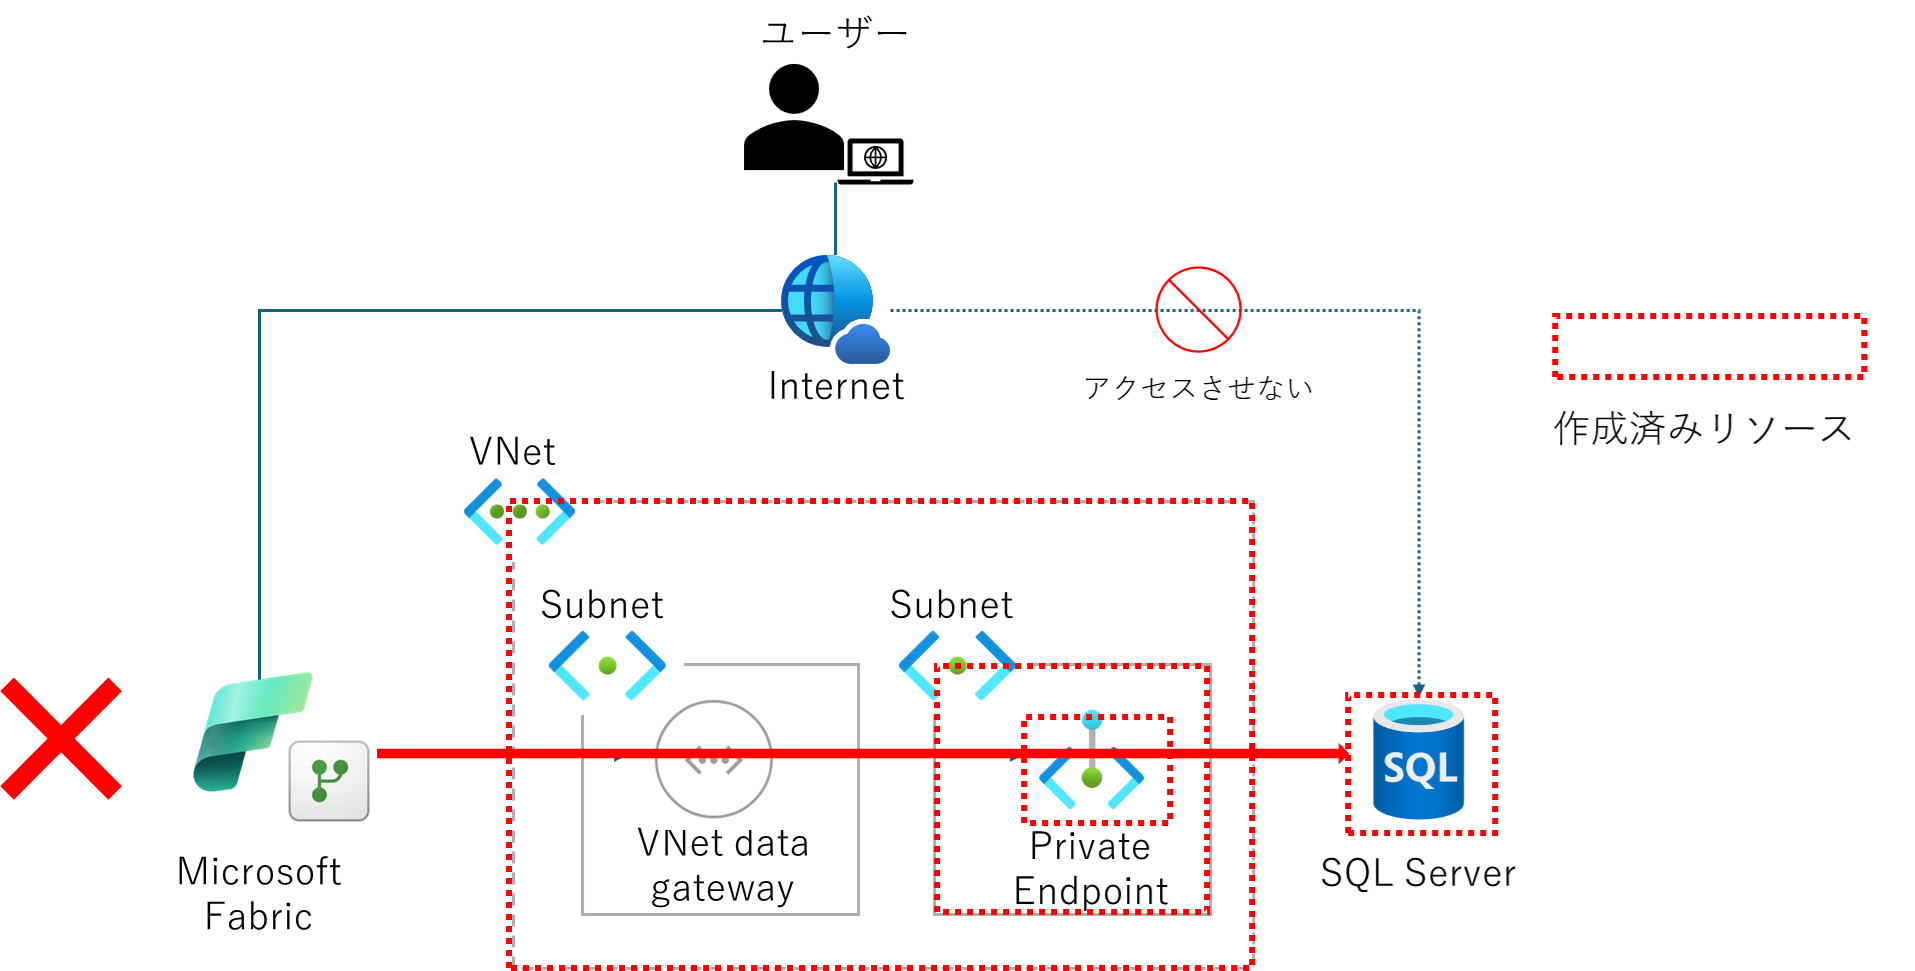 ユーザー
Internet
アクセスさせない
作成済みリソース
VNet
Subnet
Subnet
VNet data
gateway
Private
Endpoint
SQL
SQL Server
Microsoft
Fabric